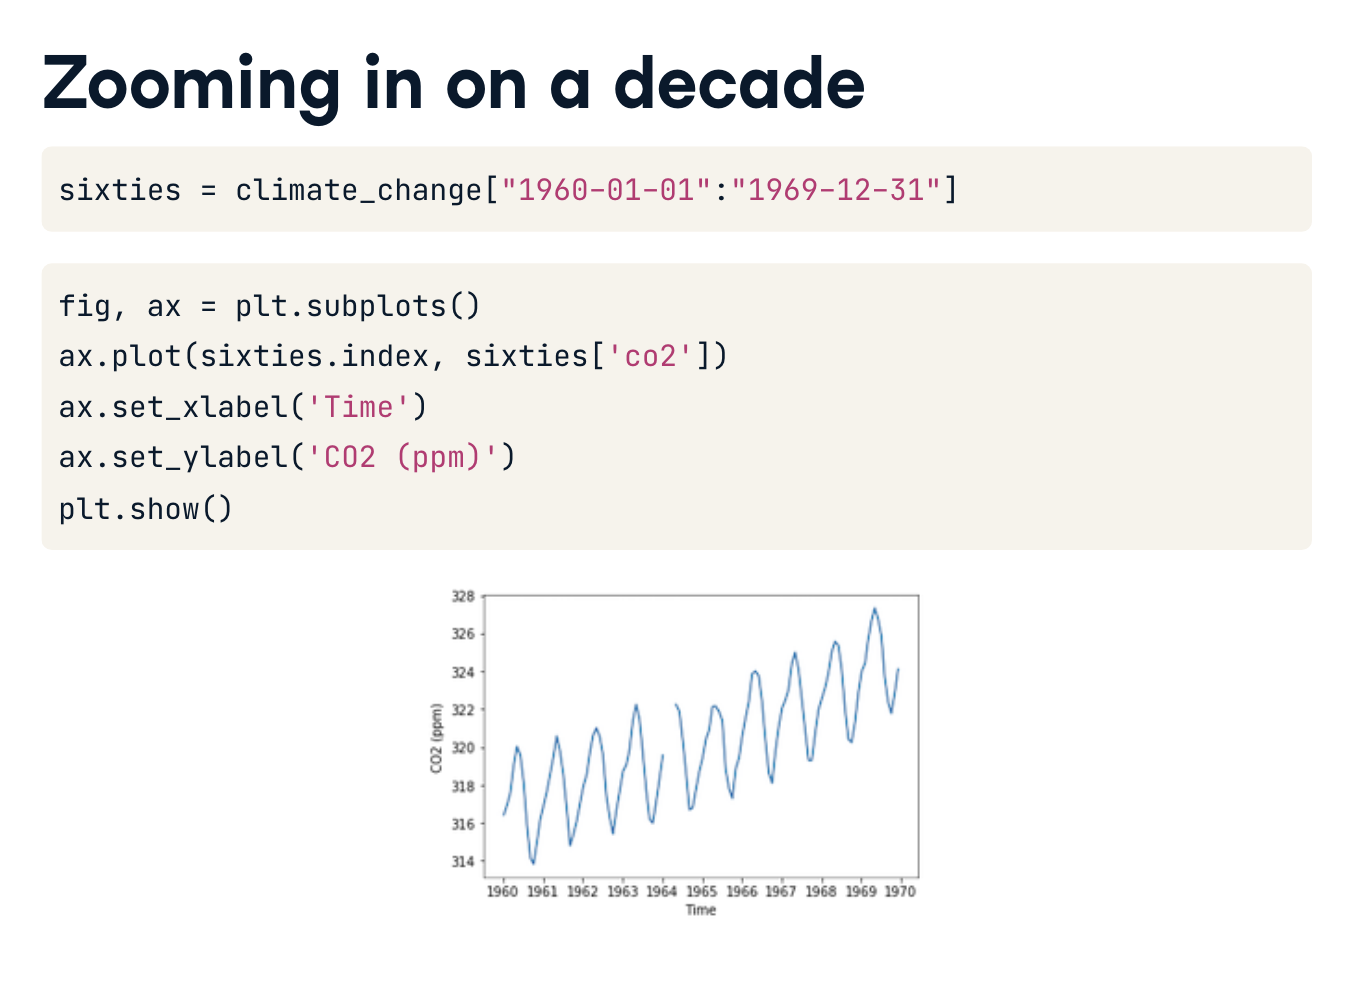 Zooming in on a decade
sixties = climate_change["1960-01-01":"1969-12-31"]
fig, ax = plt.subplots()
ax.plot(sixties.index, sixties['co2'])
ax.set_xlabel('Time')
ax.set_ylabel('CO2 (ppm)')
plt.show()
328
326
324
322
320
318
316
314
CO2 (ppm)
1960 1961 1962 1963 1964 1965 1966 1967 1968 1969 1970
Time